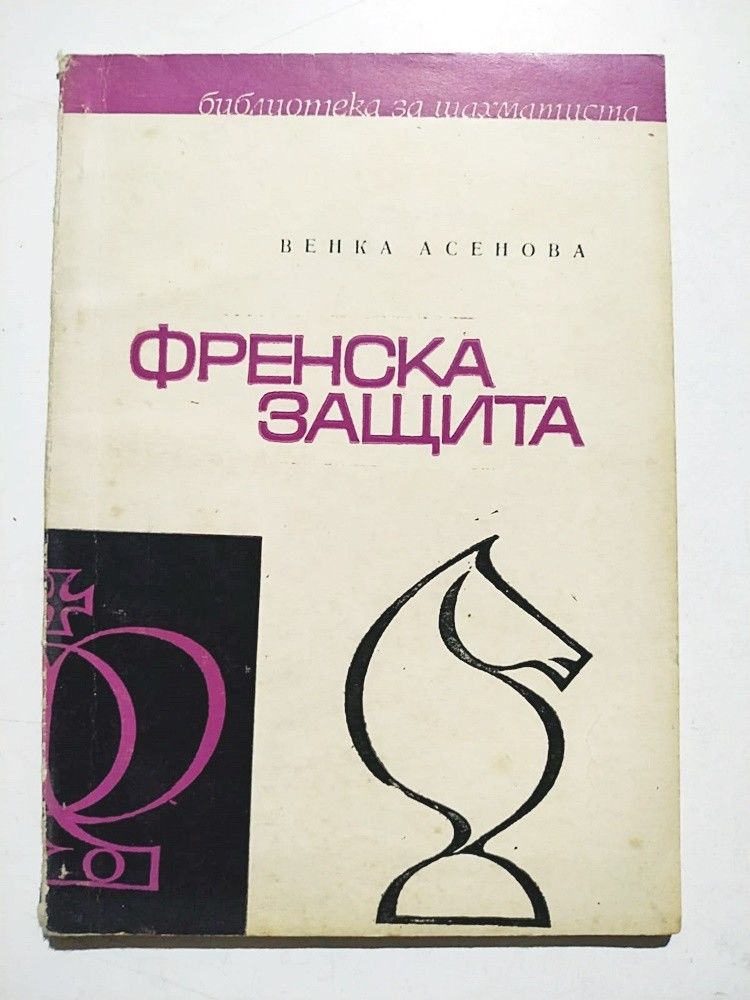 библиотека за шахматиста
ВЕНКА АСЕНОВА
ФРЕНСКА
ЗАЩИТА